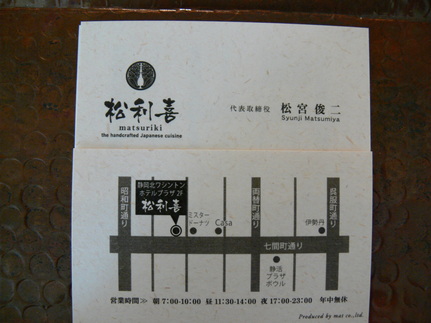 松利喜
matsuriki
the handcrafted Japanese cuisine
代表取締役 松宮俊二
Syunji Matsumiya
昭和町通り
静岡北ワシントン
ホテルプラザ2F
松利喜
ミスター
ドーナツ
Casa
両替町通り
呉服町通り
伊勢丹
七間町通り
静活
プラザ
ボウル
営業時間≫ 朝 7:00-10:00 昼 11:30-14:00 夜 17:00-23:00 年中無休
Produced by mat co.,ltd.